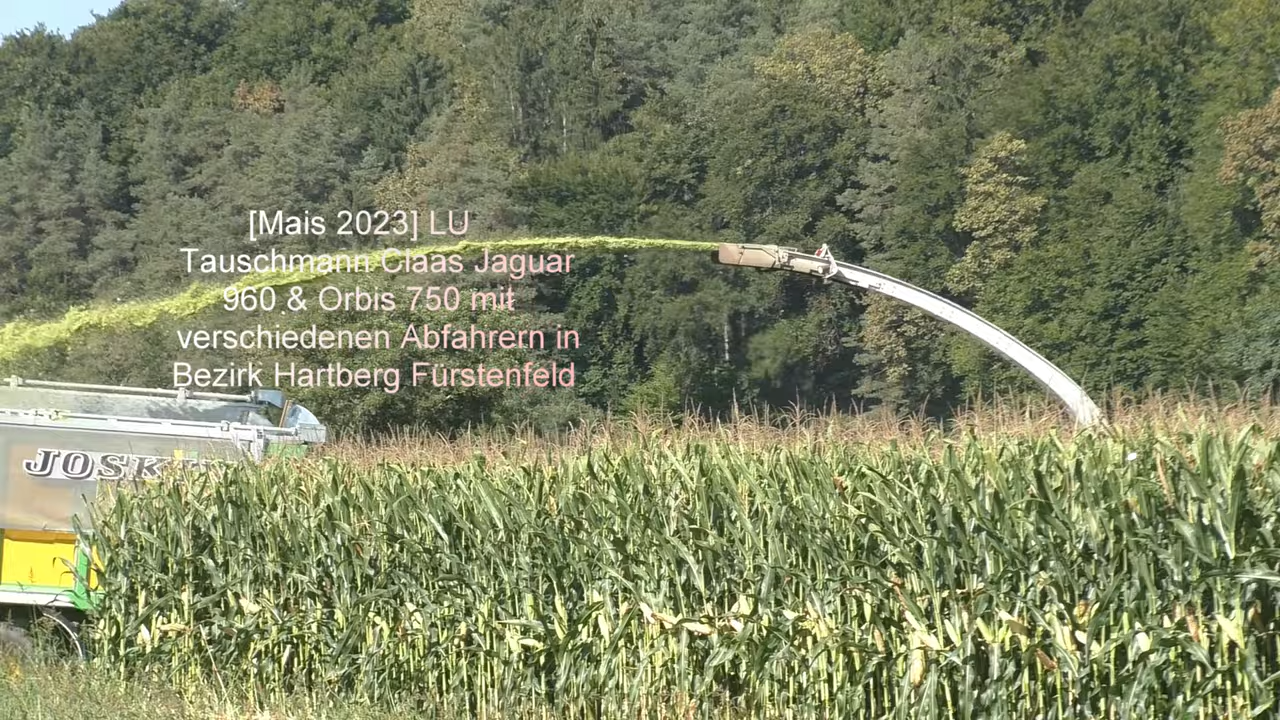 [Mais 2023] LU
Tauschmann Claas Jaguar
960 & Orbis 750 mit
verschiedenen Abfahrern in
Bezirk Hartberg Fürstenfeld
JOSK